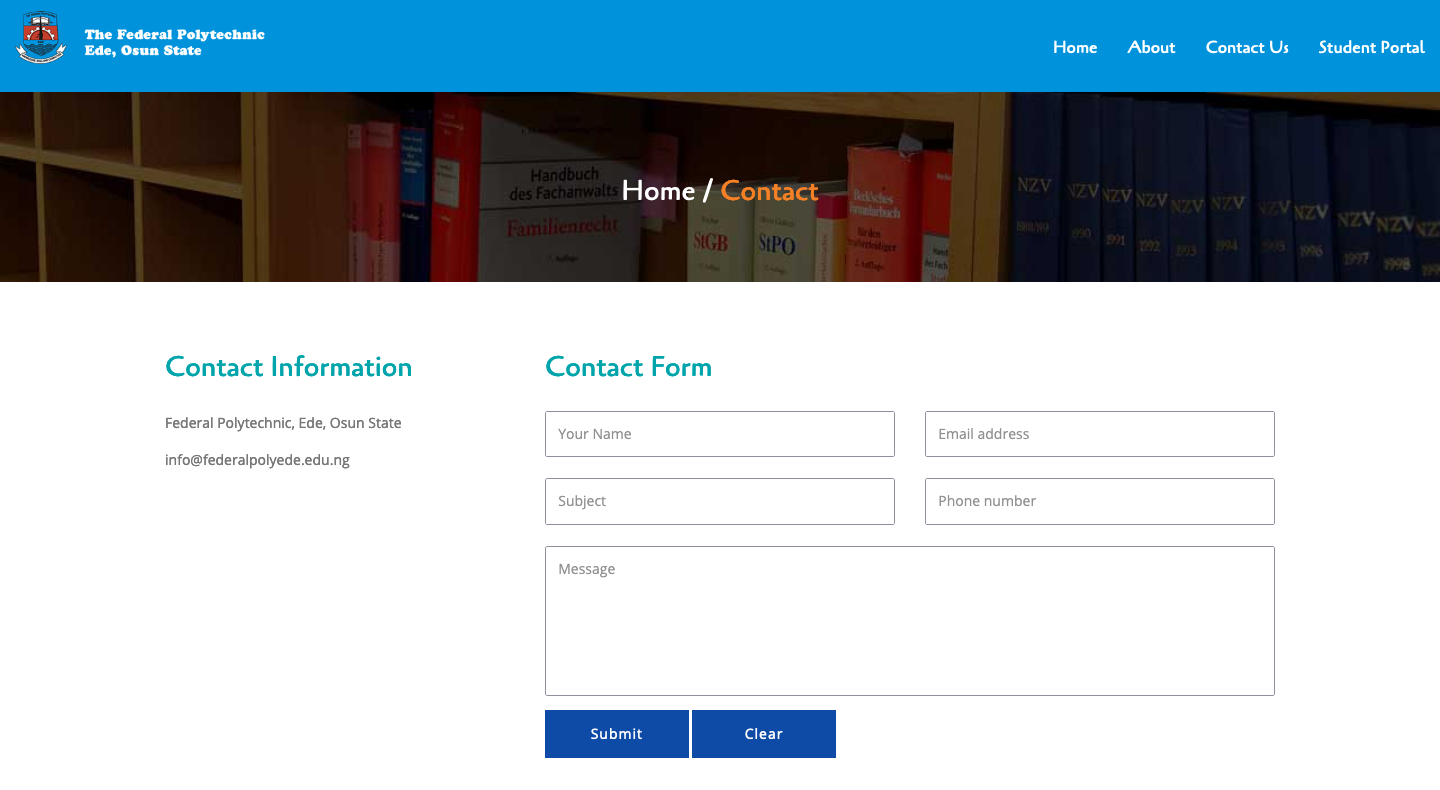 The Federal Polytechnic
Ede, Osun State
Home
About
Contact Us
Student Portal
Handbuch
des Fachanwalts
Familienrecht
StGB
StPO
NZV
NZV
NZV
NZV
NZV
NZV
NZV
NZV
NZV
NZV
NZV
1990
1991
1992
1993
1994
1995
1996
1997
1998
Home / Contact
Contact Information
Federal Polytechnic, Ede, Osun State
info@federalpolyede.edu.ng
Contact Form
Your Name
Email address
Subject
Phone number
Message
Submit
Clear